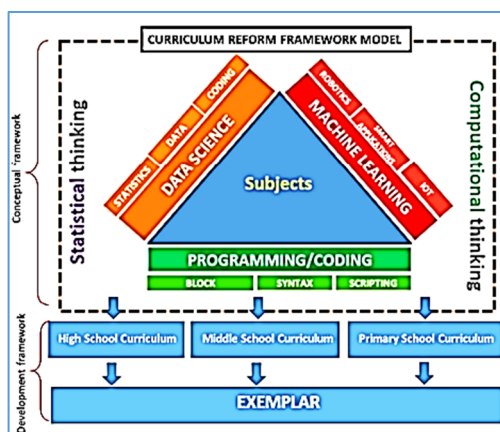 CURRICULUM REFORM FRAMEWORK MODEL
Conceptual framework
Statistical thinking
STATISTICS
DATA
CODING
DATA SCIENCE
Subjects
ROBOTICS
SMART
APPLICATIONS
IOT
MACHINE LEARNING
Computational thinking
PROGRAMMING/CODING
BLOCK
SYNTAX
SCRIPTING
Development framework
High School Curriculum
Middle School Curriculum
Primary School Curriculum
EXEMPLAR